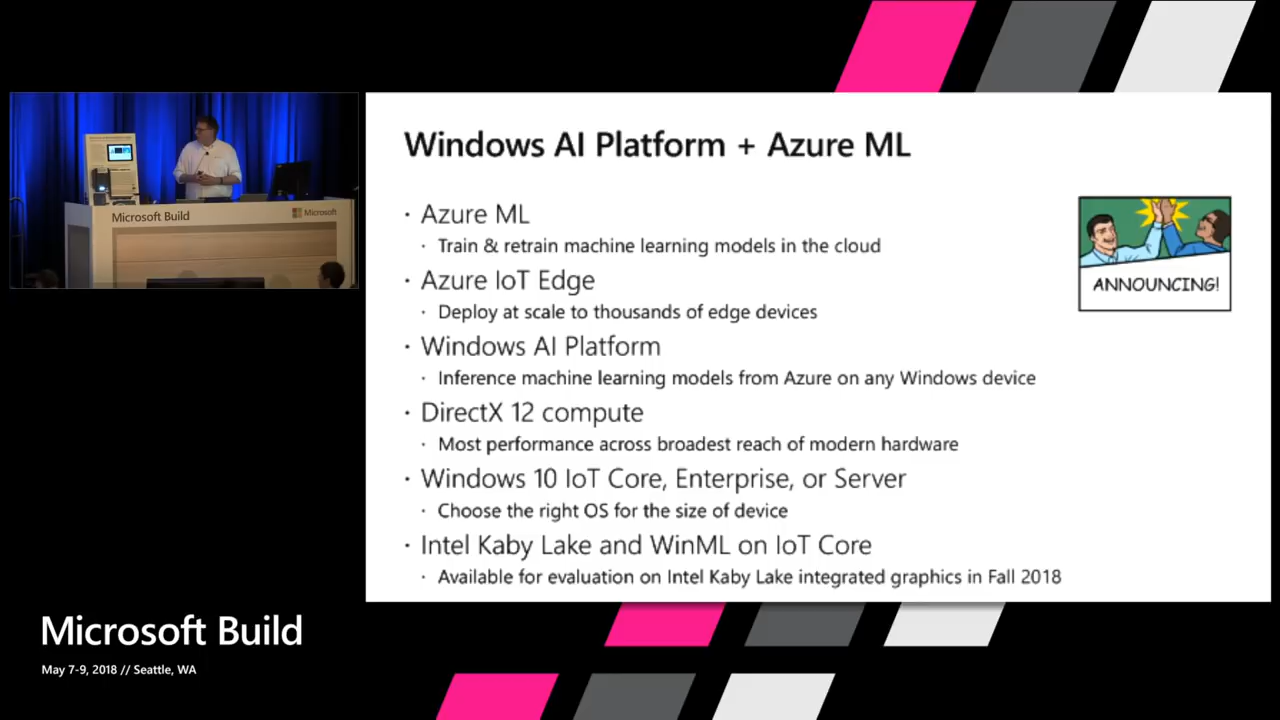 Microsoft Build
Microsoft
Windows AI Platform + Azure ML
· Azure ML
· Train & retrain machine learning models in the cloud
· Azure IoT Edge
· Deploy at scale to thousands of edge devices
· Windows AI Platform
· Inference machine learning models from Azure on any Windows device
· DirectX 12 compute
· Most performance across broadest reach of modern hardware
· Windows 10 IoT Core, Enterprise, or Server
· Choose the right OS for the size of device
· Intel Kaby Lake and WinML on IoT Core
· Available for evaluation on Intel Kaby Lake integrated graphics in Fall 2018
ANNOUNCING!
Microsoft Build
May 7-9, 2018 // Seattle, WA